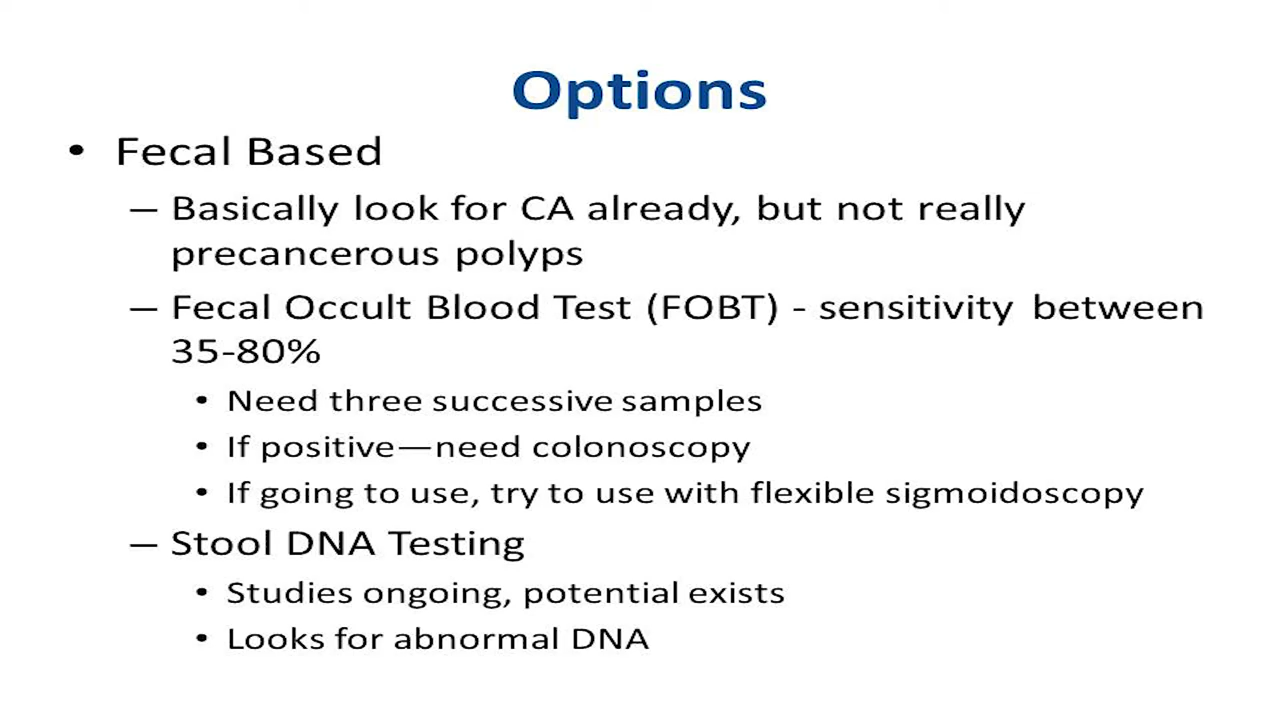 Options
• Fecal Based
– Basically look for CA already, but not really
precancerous polyps
– Fecal Occult Blood Test (FOBT) - sensitivity between
35-80%
• Need three successive samples
• If positive—need colonoscopy
• If going to use, try to use with flexible sigmoidoscopy
– Stool DNA Testing
• Studies ongoing, potential exists
• Looks for abnormal DNA